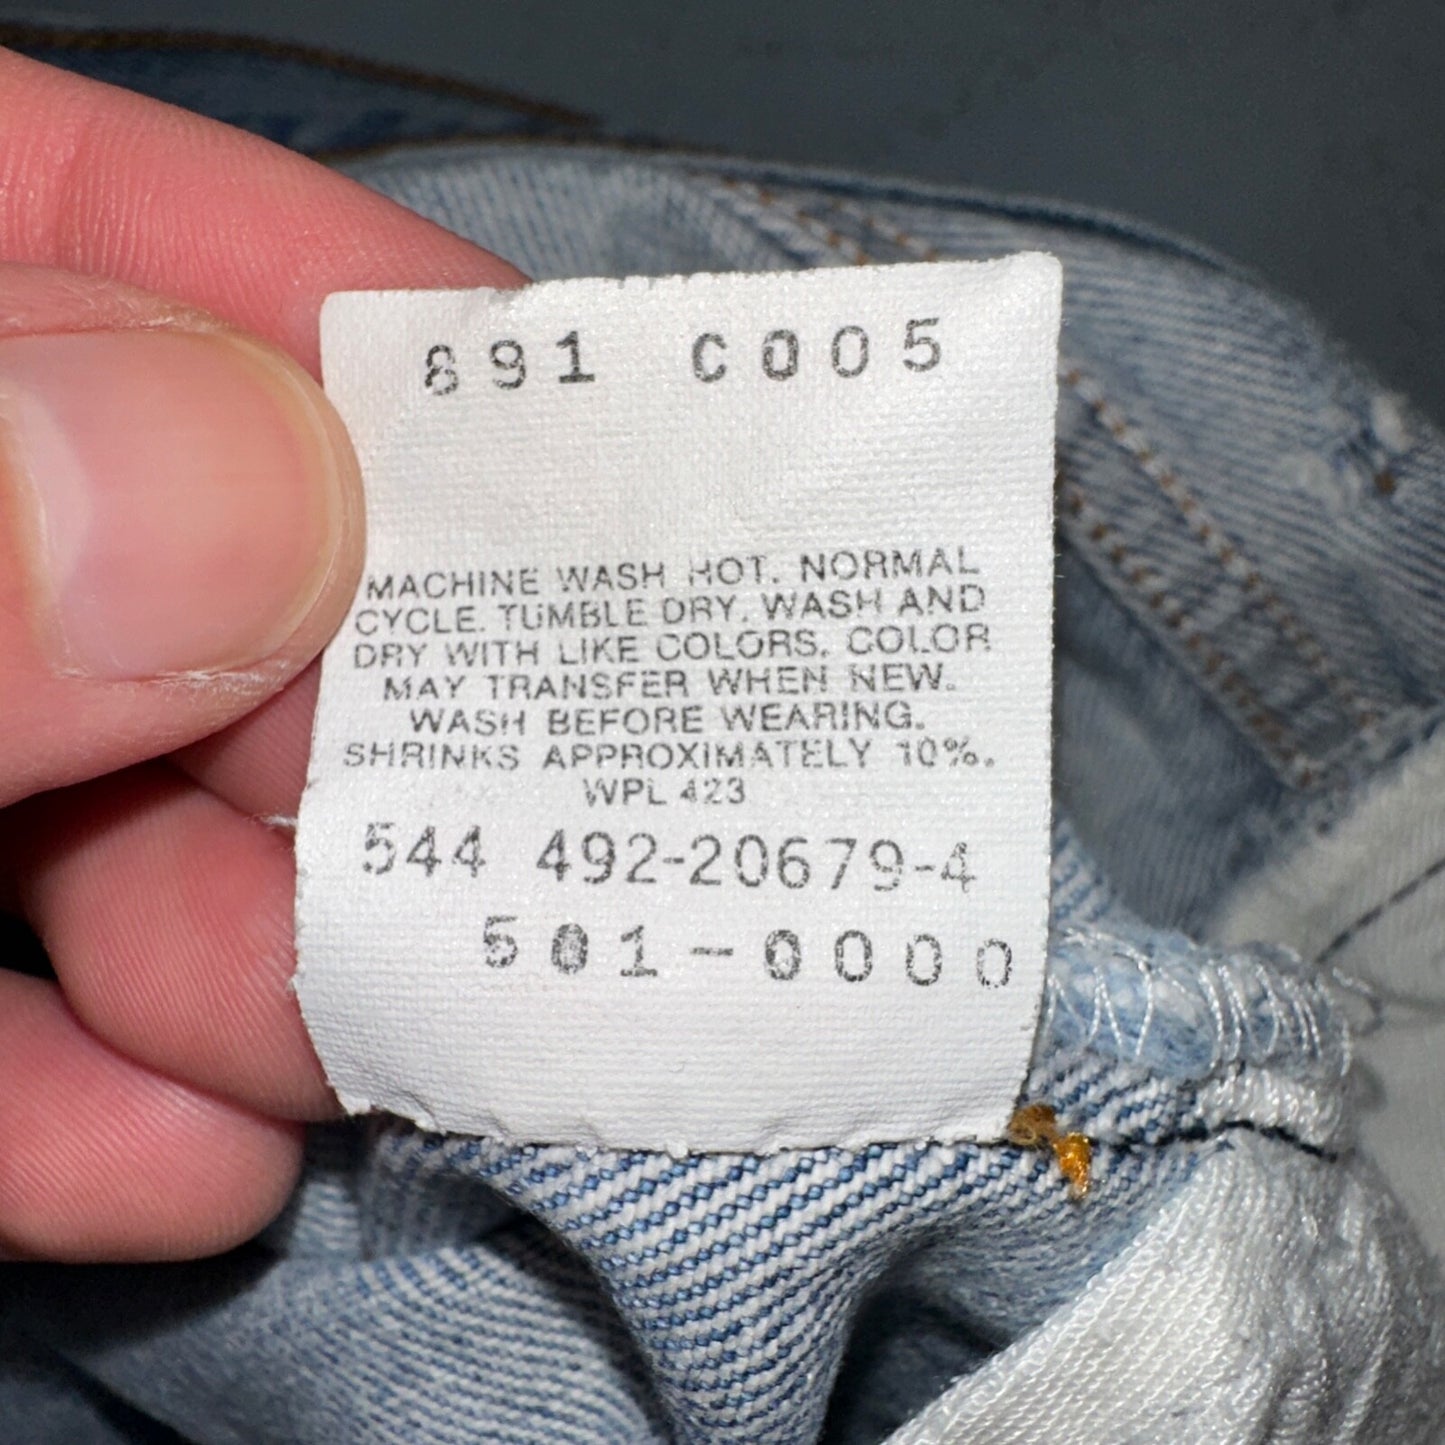 891 C005
MACHINE WASH HOT. NORMAL
CYCLE. TUMBLE DRY. WASH AND
DRY WITH LIKE COLORS. COLOR
MAY TRANSFER WHEN NEW.
WASH BEFORE WEARING.
SHRINKS APPROXIMATELY 10%.
WPL 423
544 492-20679-4
501-0000